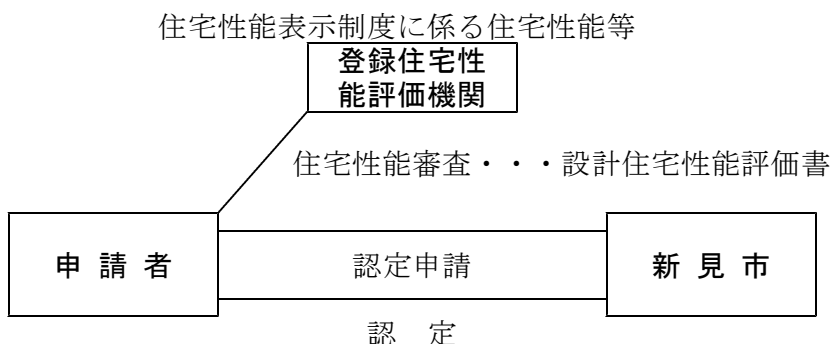 住宅性能表示制度に係る住宅性能等
登録住宅性
能評価機関
住宅性能審査・・・設計住宅性能評価書
申 請 者
認定申請
新 見 市
認 定